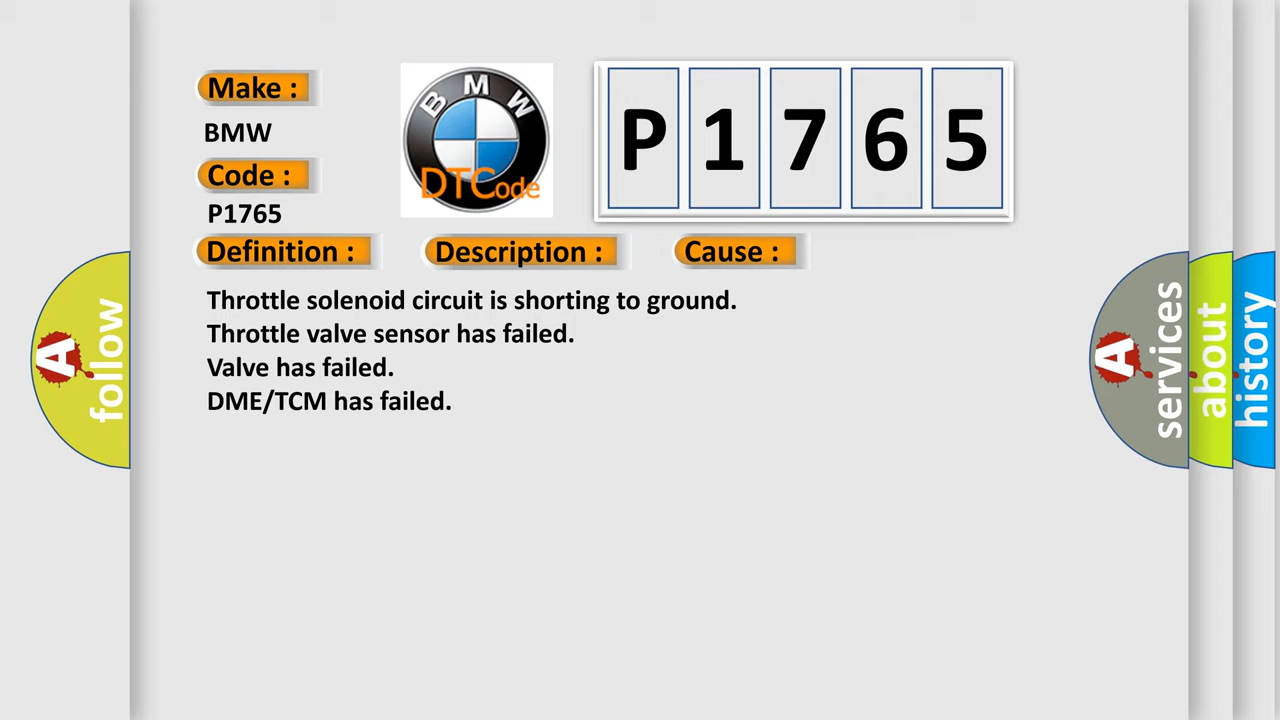 Make :
BMW
Code :
P1765
B M W
DTCode
P 1 7 6 5
Definition : Description : Cause :
Throttle solenoid circuit is shorting to ground.
Throttle valve sensor has failed.
Valve has failed.
DME/TCM has failed.
A follow
A services
about
history